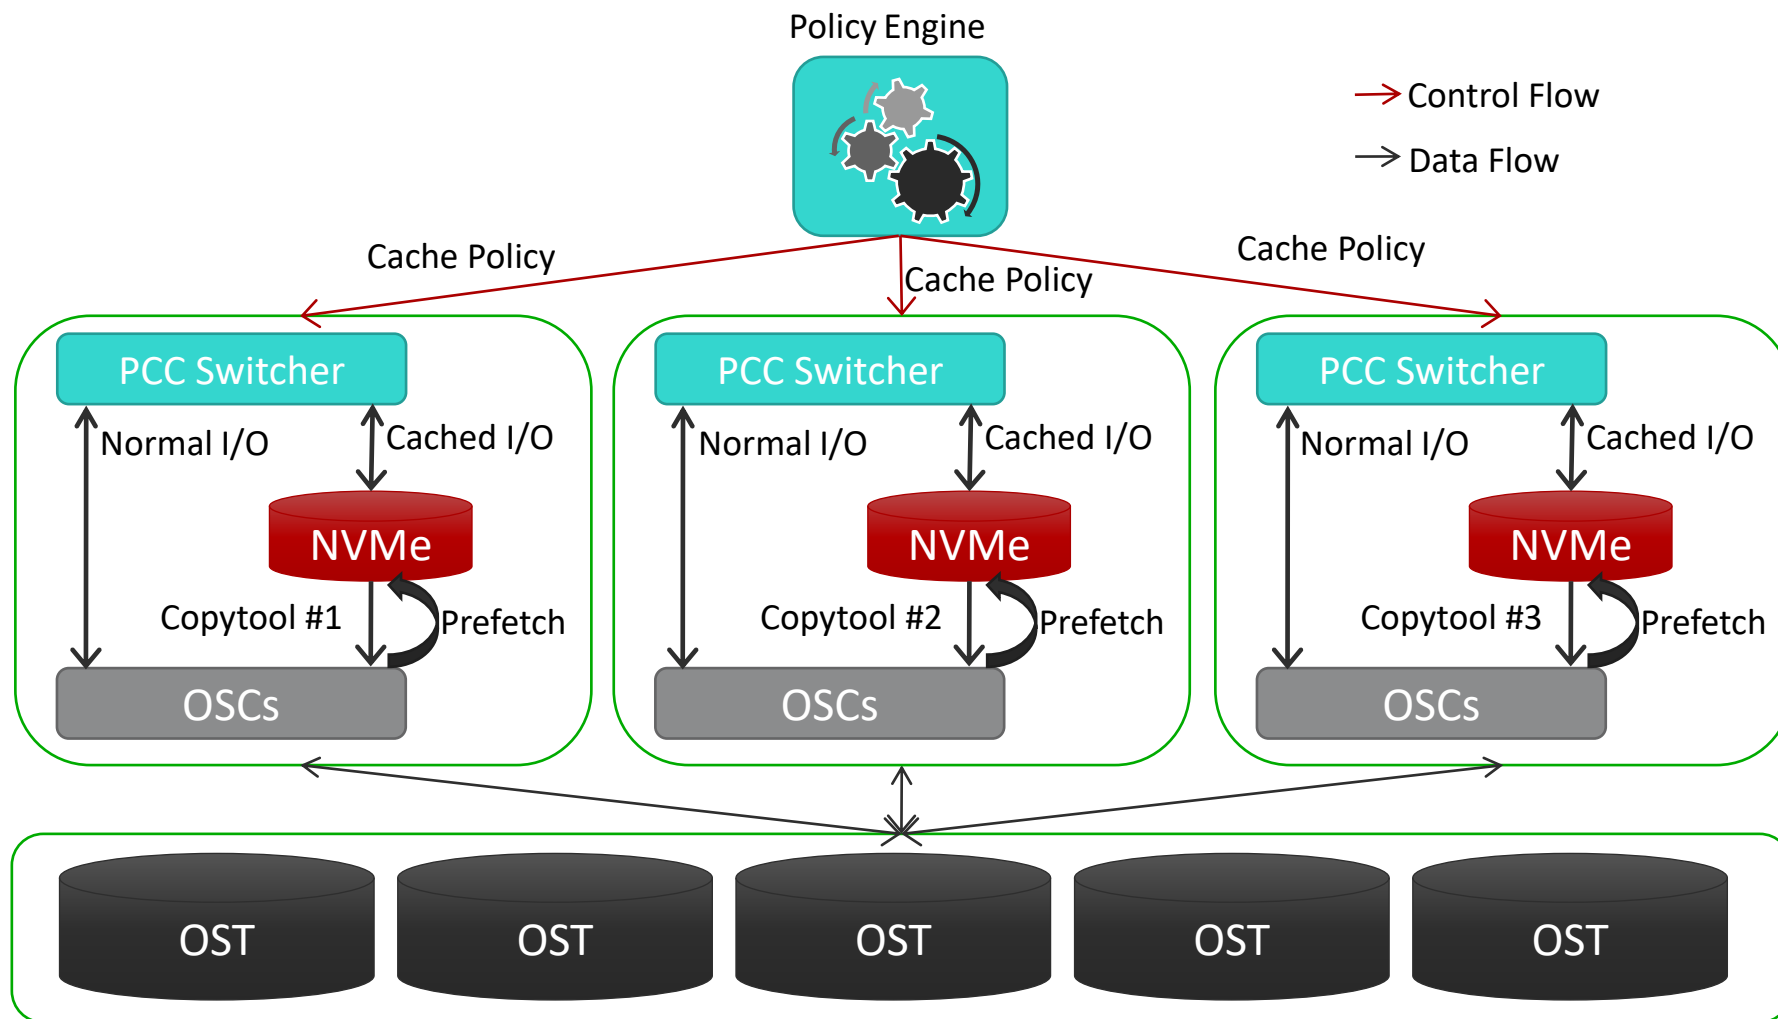 Policy Engine
Control Flow
Data Flow
Cache Policy
Cache Policy
Cache Policy
PCC Switcher
PCC Switcher
PCC Switcher
Normal I/O
Cached I/O
Normal I/O
Cached I/O
Normal I/O
Cached I/O
NVMe
NVMe
NVMe
Copytool #1
Prefetch
Copytool #2
Prefetch
Copytool #3
Prefetch
OSCs
OSCs
OSCs
OST
OST
OST
OST
OST